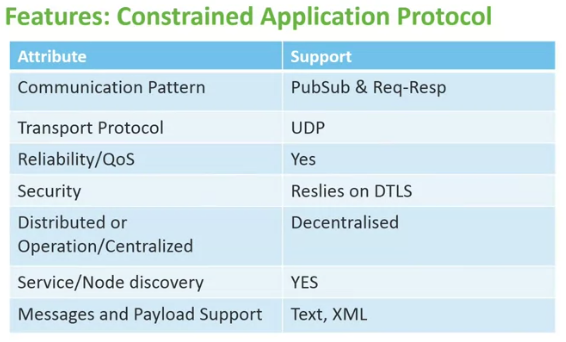 Features: Constrained Application Protocol
Attribute Support
Communication Pattern PubSub & Req-Resp
Transport Protocol UDP
Reliability/QoS Yes
Security Reslies on DTLS
Distributed or Decentralised
Operation/Centralized
Service/Node discovery YES
Messages and Payload Support Text, XML